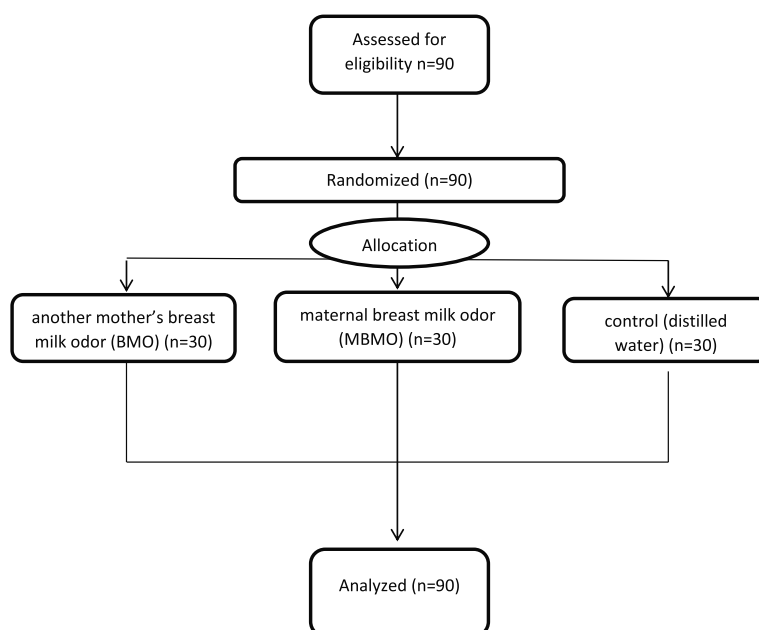 Assessed for
eligibility n=90
Randomized (n=90)
Allocation
another mother’s breast
milk odor (BMO) (n=30)
maternal breast milk odor
(MBMO) (n=30)
control (distilled
water) (n=30)
Analyzed (n=90)